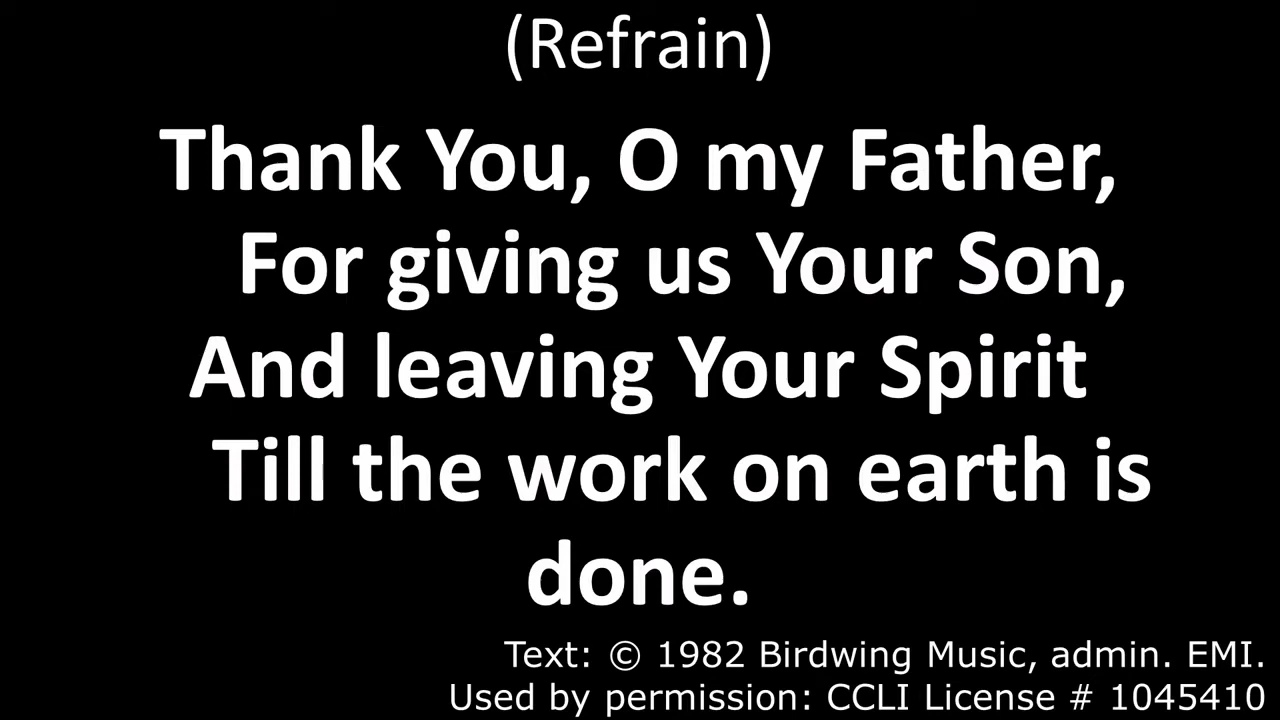 (Refrain)
Thank You, O my Father,
For giving us Your Son,
And leaving Your Spirit
Till the work on earth is
done.
Text: © 1982 Birdwing Music, admin. EMI.
Used by permission: CCLI License # 1045410